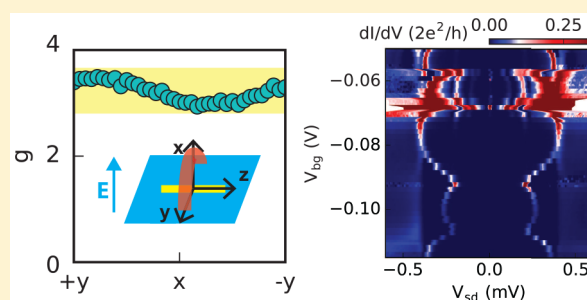 4
2
0
g
+y
x
-y
E
x
z
y
dI/dV (2e²/h)
0.00
0.25
−0.06
−0.08
−0.10
V_bg (V)
−0.5
0.0
0.5
V_sd (mV)